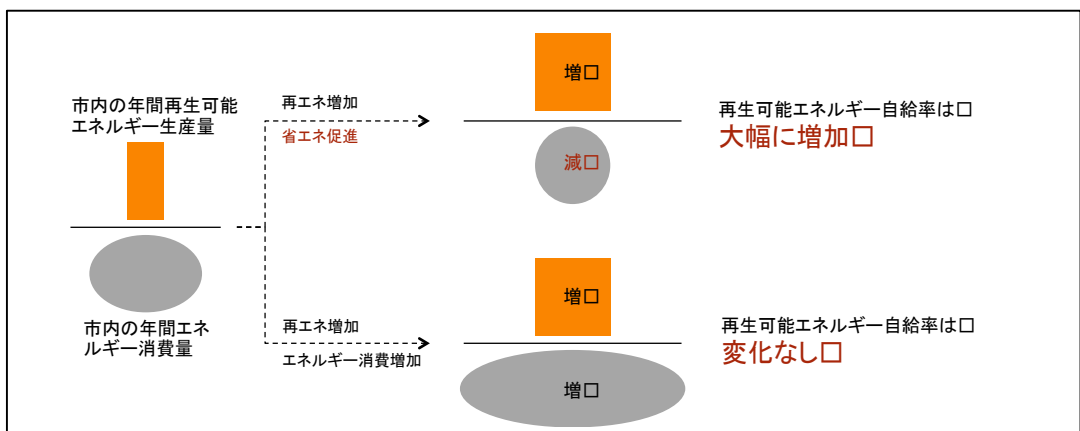 市内の年間再生可能
エネルギー生産量
市内の年間エネ
ルギー消費量
再エネ増加
省エネ促進
増□
減□
再生可能エネルギー自給率は□
大幅に増加□
再エネ増加
エネルギー消費増加
増□
増□
再生可能エネルギー自給率は□
変化なし□